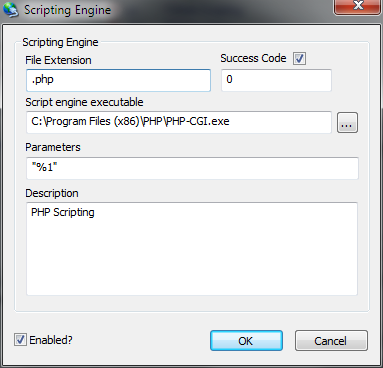 Scripting Engine
Scripting Engine
File Extension
Success Code
.php
0
Script engine executable
C:\Program Files (x86)\PHP\PHP-CGI.exe
...
Parameters
"%1"
Description
PHP Scripting
Enabled?
OK
Cancel